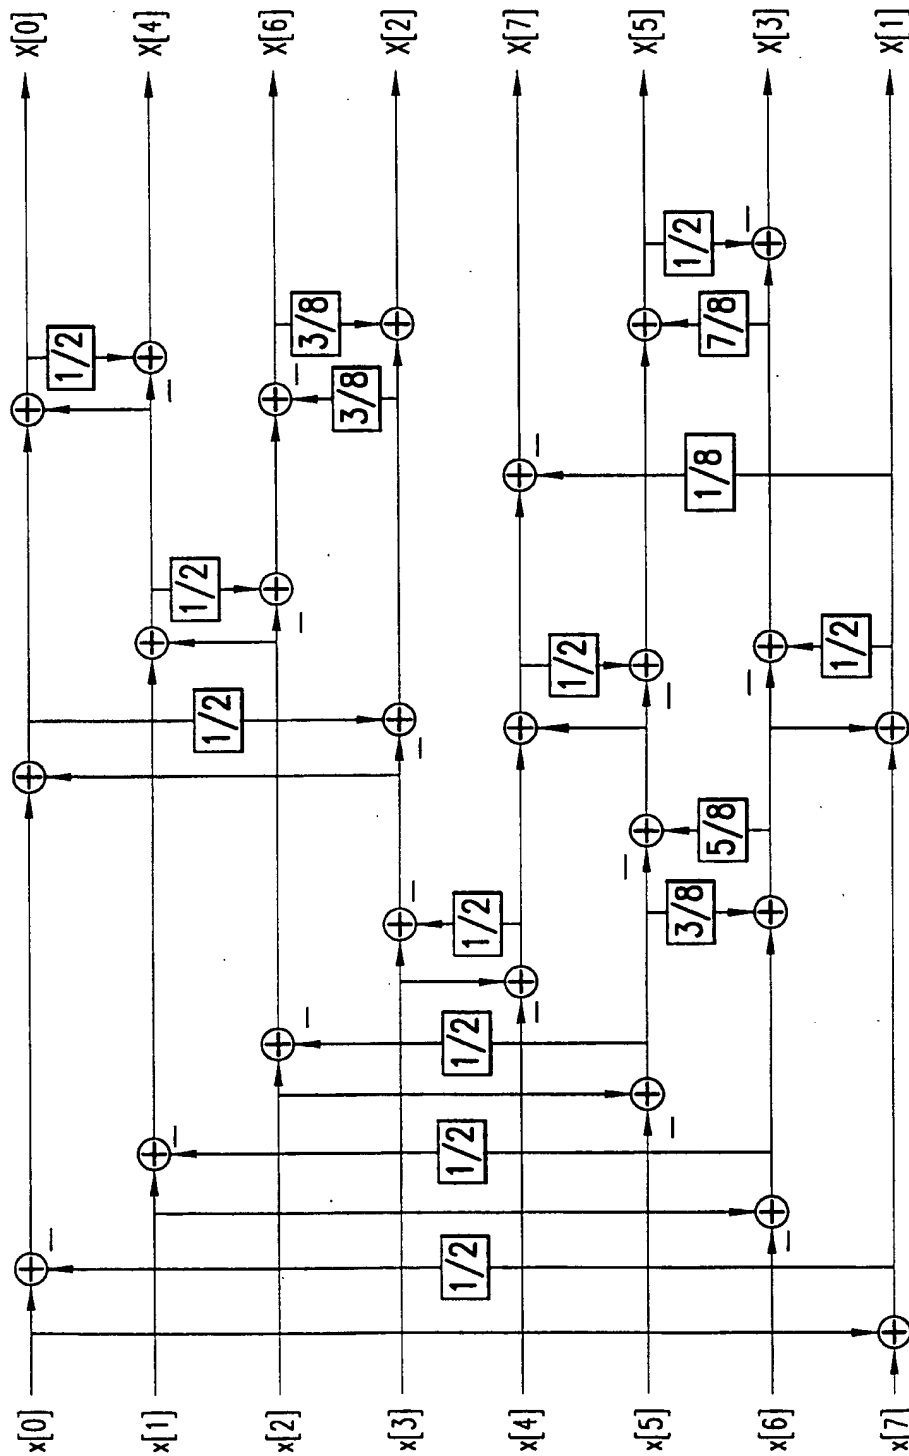 x[0]
X[0]
1/2
x[1]
X[4]
1/2
1/2
x[2]
X[6]
3/8
3/8
x[3]
X[2]
1/2
1/2
1/2
1/2
x[4]
X[7]
1/2
x[5]
X[5]
3/8
5/8
1/8
7/8
1/2
x[6]
X[3]
1/2
x[7]
X[1]